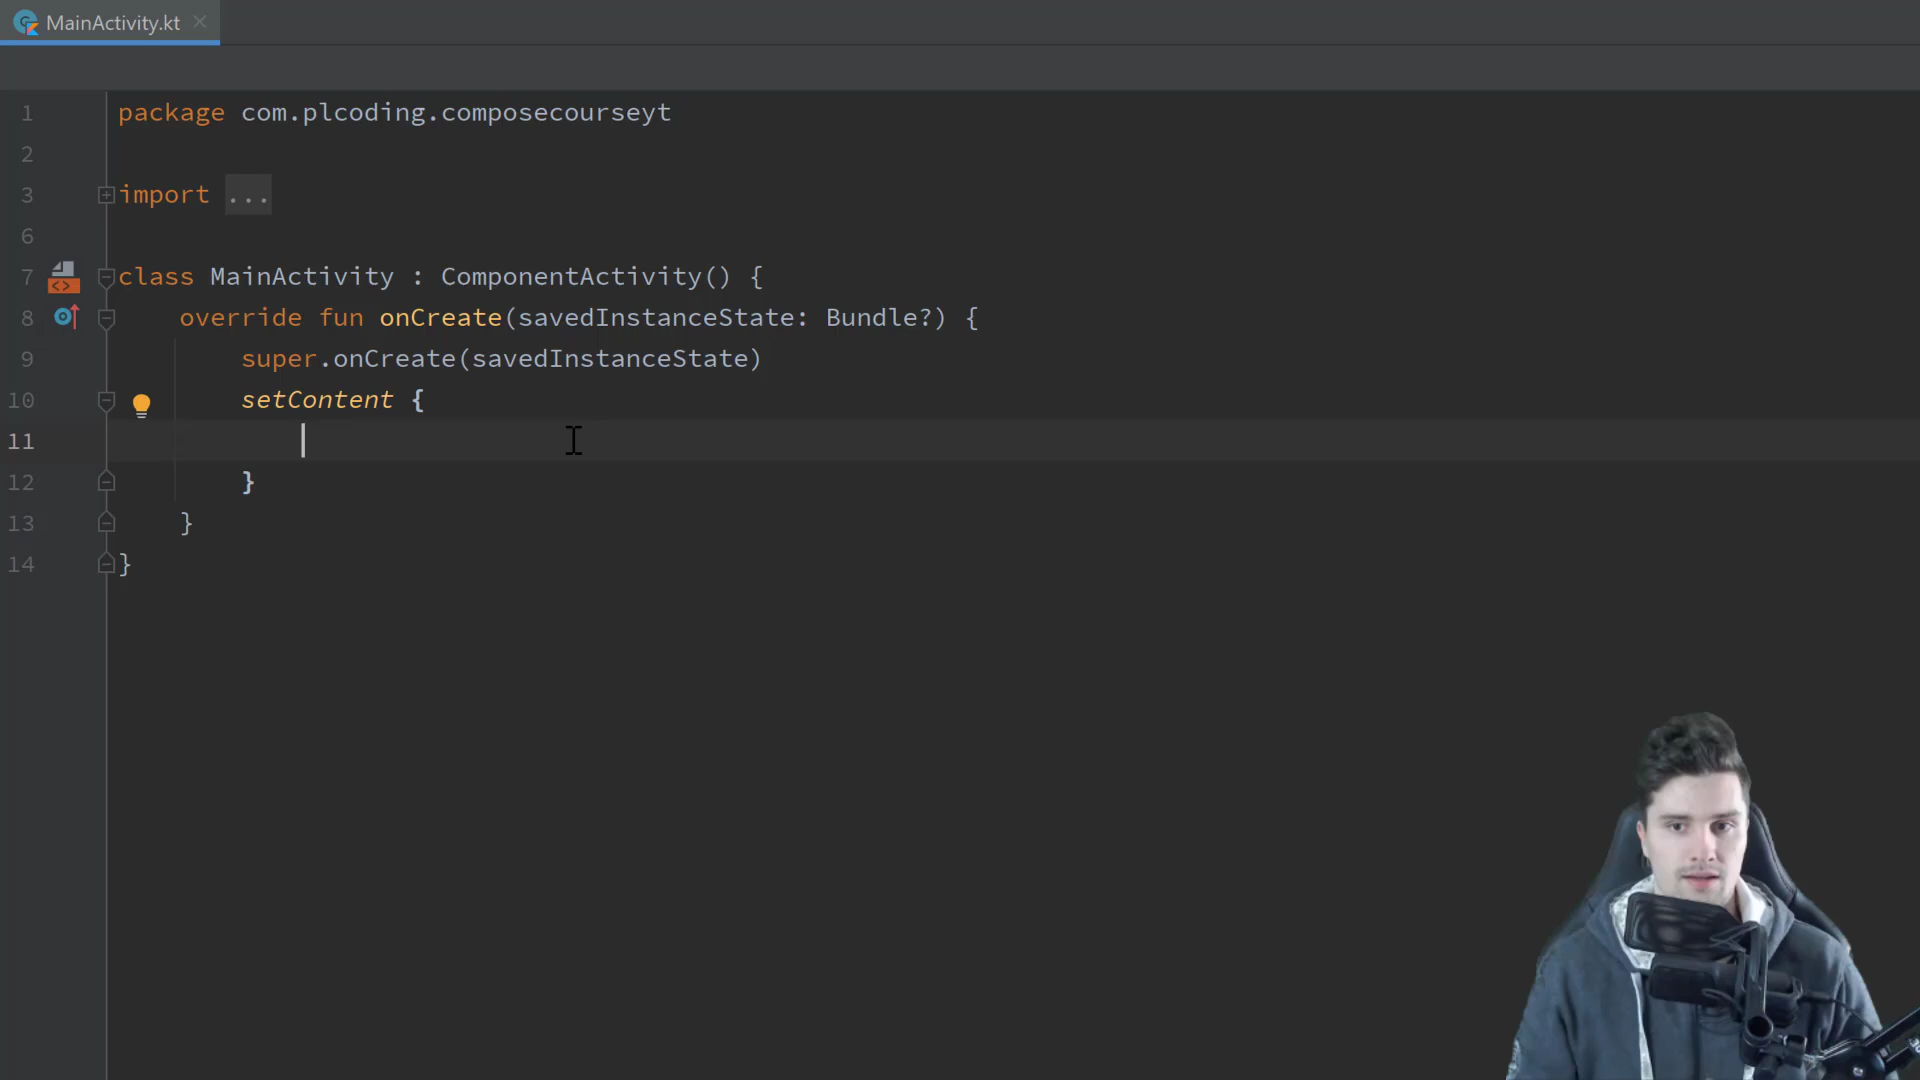 MainActivity.kt
1 package com.plcoding.composecourseyt
2
3 import ...
6
7 class MainActivity : ComponentActivity() {
8 override fun onCreate(savedInstanceState: Bundle?) {
9 super.onCreate(savedInstanceState)
10 setContent {
11
12 }
13 }
14 }